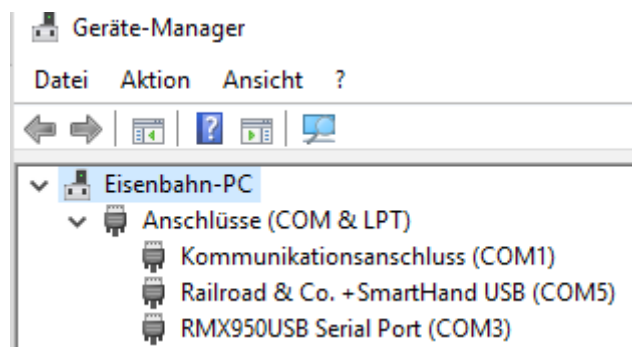 Geräte-Manager
Datei Aktion Ansicht ?
Eisenbahn-PC
Anschlüsse (COM & LPT)
Kommunikationsanschluss (COM1)
Railroad & Co. +SmartHand USB (COM5)
RMX950USB Serial Port (COM3)